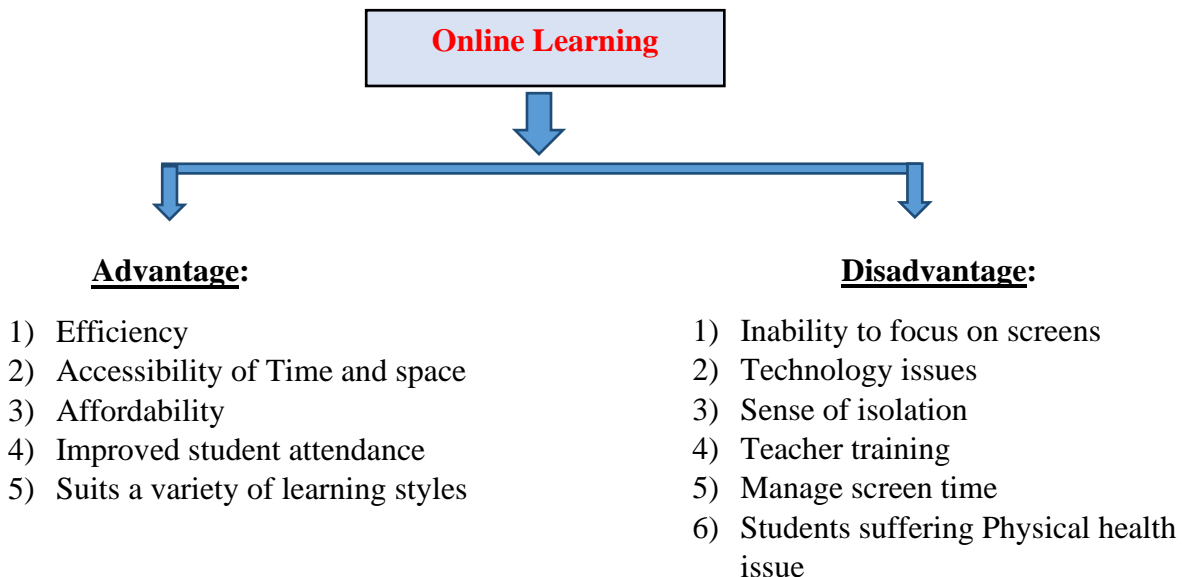 Online Learning
Advantage:
1) Efficiency
2) Accessibility of Time and space
3) Affordability
4) Improved student attendance
5) Suits a variety of learning styles
Disadvantage:
1) Inability to focus on screens
2) Technology issues
3) Sense of isolation
4) Teacher training
5) Manage screen time
6) Students suffering Physical health
issue